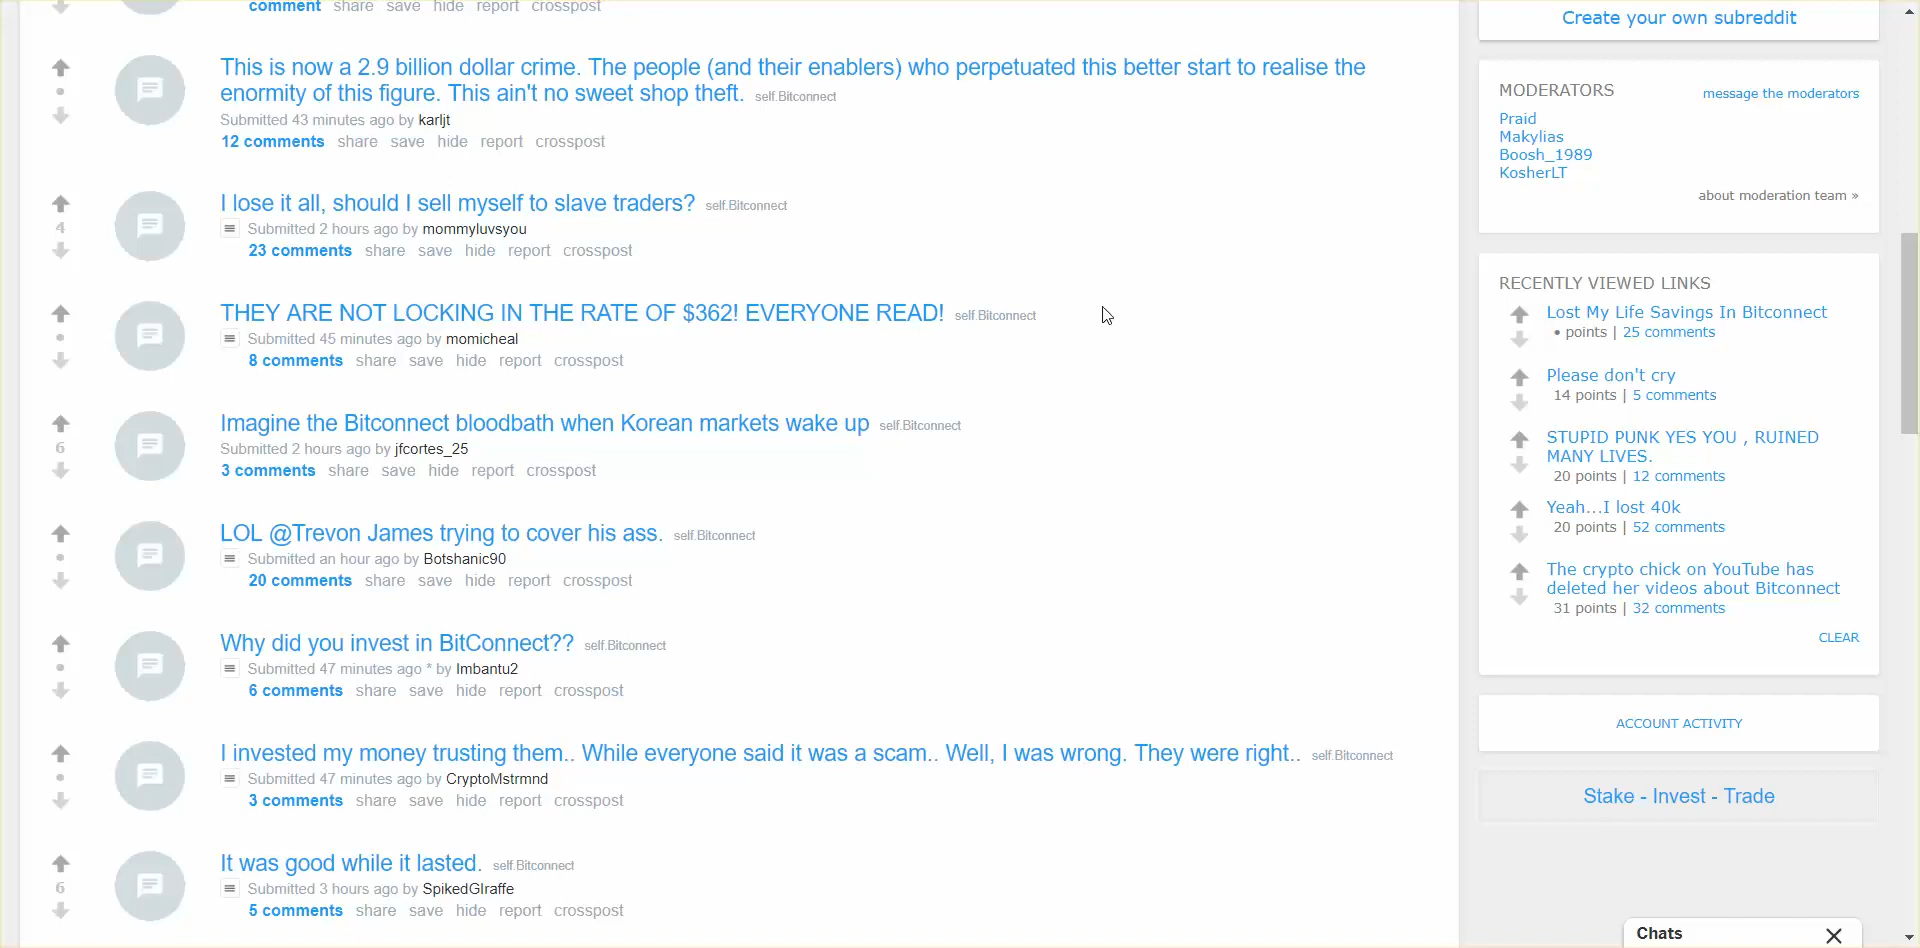 comment share save hide report crosspost
This is now a 2.9 billion dollar crime. The people (and their enablers) who perpetuated this better start to realise the
enormity of this figure. This ain't no sweet shop theft. self.Bitconnect
Submitted 43 minutes ago by karljt
12 comments share save hide report crosspost
I lose it all, should I sell myself to slave traders? self.Bitconnect
4
Submitted 2 hours ago by mommyluvsyou
23 comments share save hide report crosspost
THEY ARE NOT LOCKING IN THE RATE OF $362! EVERYONE READ! self.Bitconnect
•
Submitted 45 minutes ago by momicheal
8 comments share save hide report crosspost
Imagine the Bitconnect bloodbath when Korean markets wake up self.Bitconnect
6
Submitted 2 hours ago by jfcortes_25
3 comments share save hide report crosspost
LOL @Trevon James trying to cover his ass. self.Bitconnect
•
Submitted an hour ago by Botshanic90
20 comments share save hide report crosspost
Why did you invest in BitConnect?? self.Bitconnect
•
Submitted 47 minutes ago * by Imbantu2
6 comments share save hide report crosspost
I invested my money trusting them.. While everyone said it was a scam.. Well, I was wrong. They were right.. self.Bitconnect
•
Submitted 47 minutes ago by CryptoMstrmnd
3 comments share save hide report crosspost
It was good while it lasted. self.Bitconnect
6
Submitted 3 hours ago by SpikedGIraffe
5 comments share save hide report crosspost
Create your own subreddit
MODERATORS message the moderators
Praid
Makylias
Boosh_1989
KosherLT
about moderation team »
RECENTLY VIEWED LINKS
Lost My Life Savings In Bitconnect
• points | 25 comments
Please don't cry
14 points | 5 comments
STUPID PUNK YES YOU , RUINED
MANY LIVES.
20 points | 12 comments
Yeah...I lost 40k
20 points | 52 comments
The crypto chick on YouTube has
deleted her videos about Bitconnect
31 points | 32 comments
CLEAR
ACCOUNT ACTIVITY
Stake - Invest - Trade
Chats